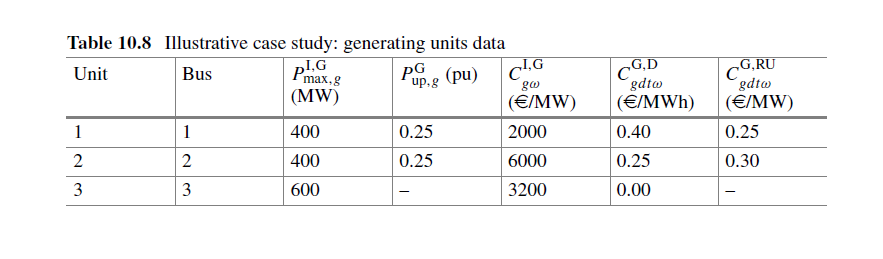 Table 10.8 Illustrative case study: generating units data
Unit Bus P^{I,G}_{max,g} (MW) P^{G}_{up,g} (pu) C^{I,G}_{gω} (€/MW) C^{G,D}_{gdtω} (€/MWh) C^{G,RU}_{gdtω} (€/MW)
1 1 400 0.25 2000 0.40 0.25
2 2 400 0.25 6000 0.25 0.30
3 3 600 – 3200 0.00 –